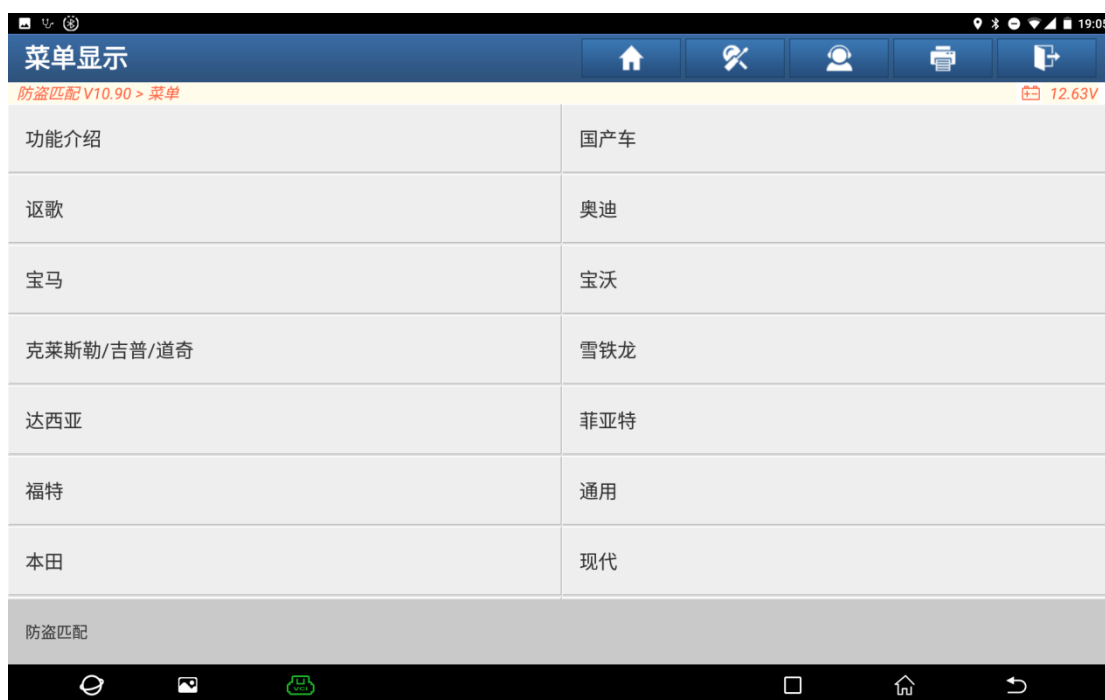 19:05
菜单显示
防盗匹配 V10.90 > 菜单
12.63V
功能介绍
国产车
讴歌
奥迪
宝马
宝沃
克莱斯勒/吉普/道奇
雪铁龙
达西亚
菲亚特
福特
通用
本田
现代
防盗匹配
VCI